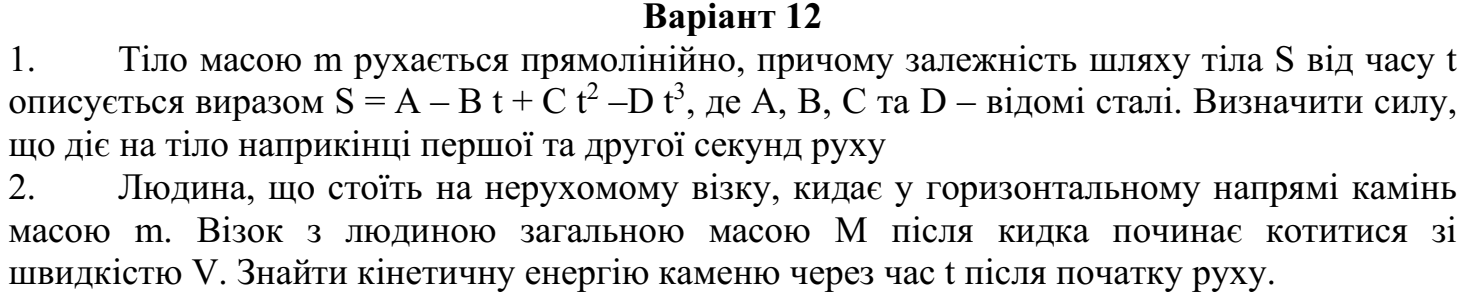 Варіант 12
1. Тіло масою m рухається прямолінійно, причому залежність шляху тіла S від часу t
описується виразом S = A – B t + C t² –D t³, де A, B, C та D – відомі сталі. Визначити силу,
що діє на тіло наприкінці першої та другої секунд руху
2. Людина, що стоїть на нерухомому візку, кидає у горизонтальному напрямі камінь
масою m. Візок з людиною загальною масою M після кидка починає котитися зі
швидкістю V. Знайти кінетичну енергію каменю через час t після початку руху.